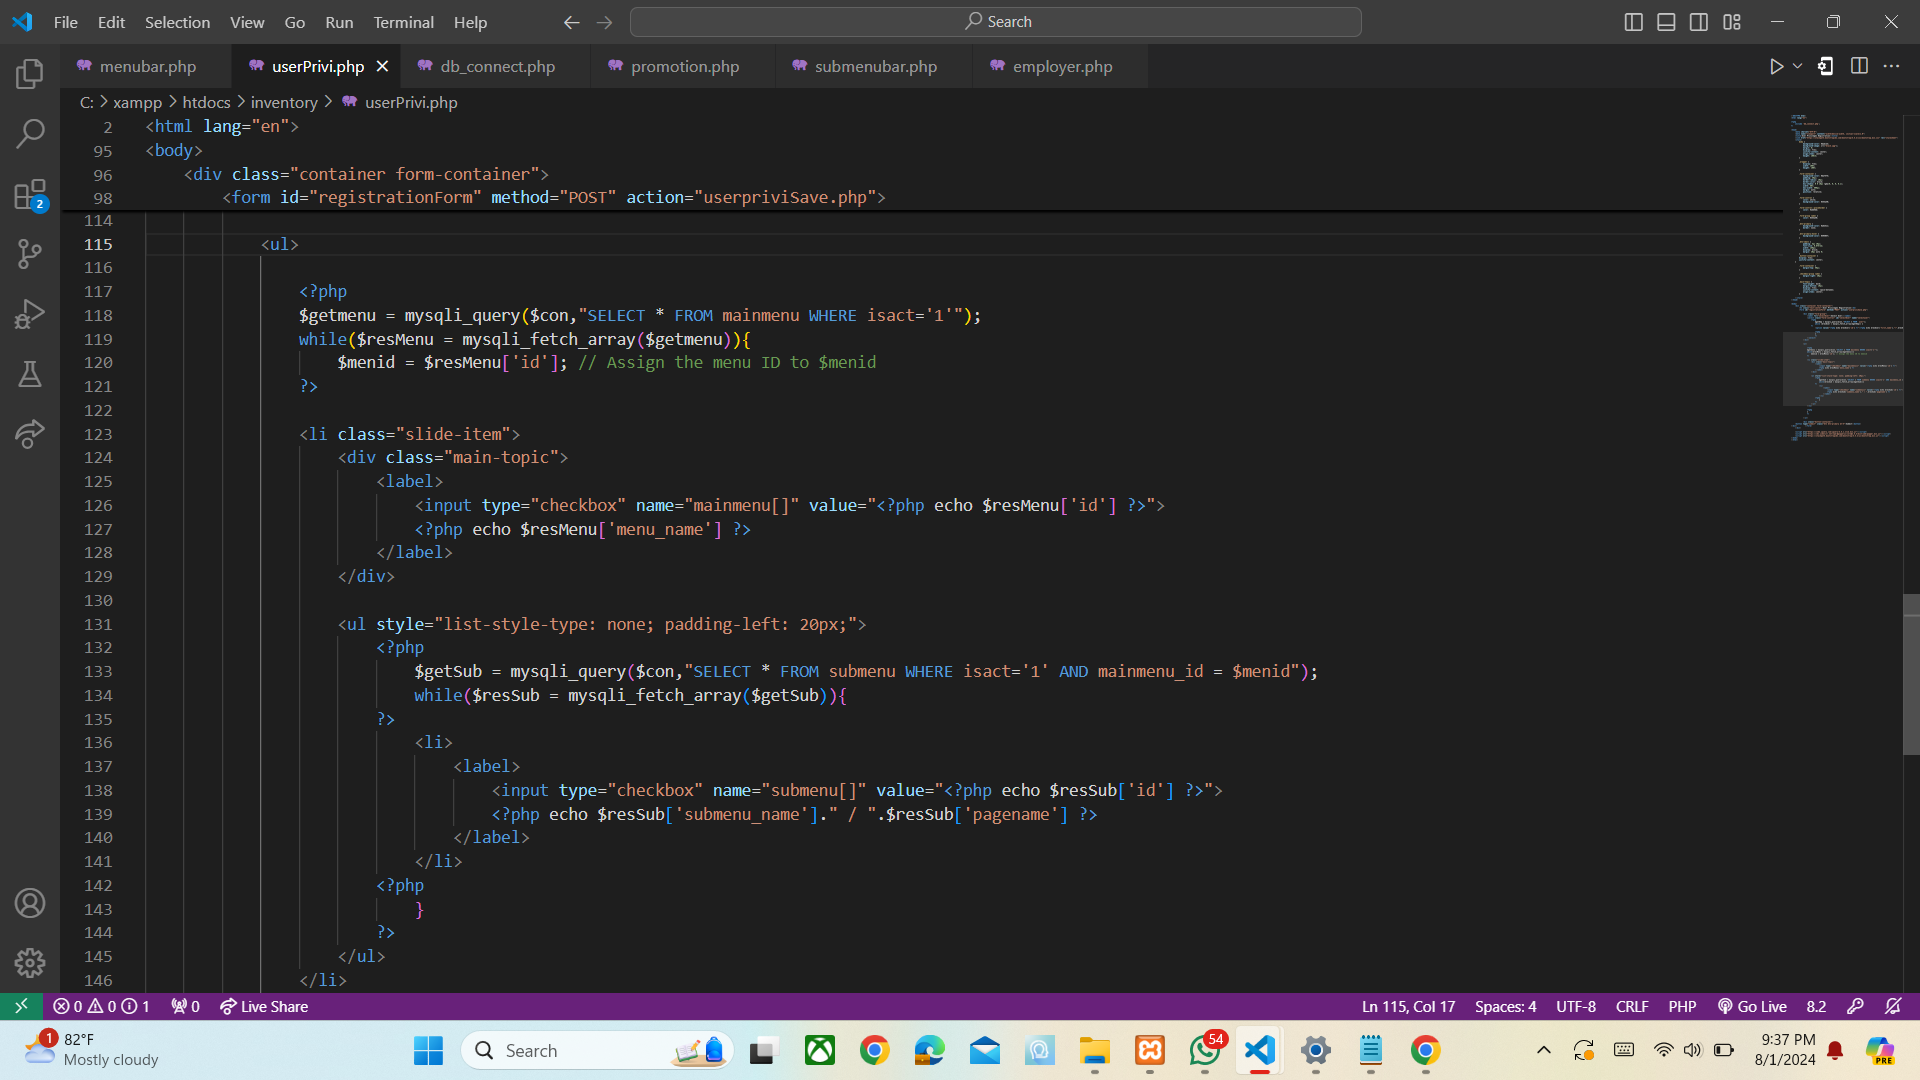 File Edit Selection View Go Run Terminal Help
Search
menubar.php userPrivi.php db_connect.php promotion.php submenubar.php employer.php
C: > xampp > htdocs > inventory > userPrivi.php
2 <html lang="en">
95 <body>
96 <div class="container form-container">
98 <form id="registrationForm" method="POST" action="userpriviSave.php">
114
115 <ul>
116
117 <?php
118 $getmenu = mysqli_query($con,"SELECT * FROM mainmenu WHERE isact='1'");
119 while($resMenu = mysqli_fetch_array($getmenu)){
120 $menid = $resMenu['id']; // Assign the menu ID to $menid
121 ?>
122
123 <li class="slide-item">
124 <div class="main-topic">
125 <label>
126 <input type="checkbox" name="mainmenu[]" value="<?php echo $resMenu['id'] ?>">
127 <?php echo $resMenu['menu_name'] ?>
128 </label>
129 </div>
130
131 <ul style="list-style-type: none; padding-left: 20px;">
132 <?php
133 $getSub = mysqli_query($con,"SELECT * FROM submenu WHERE isact='1' AND mainmenu_id = $menid");
134 while($resSub = mysqli_fetch_array($getSub)){
135 ?>
136 <li>
137 <label>
138 <input type="checkbox" name="submenu[]" value="<?php echo $resSub['id'] ?>">
139 <?php echo $resSub['submenu_name']." / ".$resSub['pagename'] ?>
140 </label>
141 </li>
142 <?php
143 }
144 ?>
145 </ul>
146 </li>
2
0 0 1 0 Live Share Ln 115, Col 17 Spaces: 4 UTF-8 CRLF PHP Go Live 8.2
1 82°F
Mostly cloudy
Search
54
9:37 PM
8/1/2024
PRE